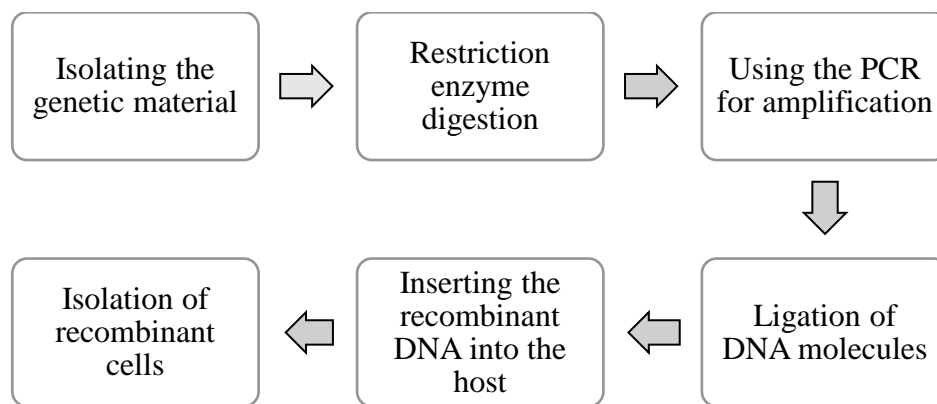 Isolating the
genetic material
Restriction
enzyme
digestion
Using the PCR
for amplification
Ligation of
DNA molecules
Inserting the
recombinant
DNA into the
host
Isolation of
recombinant
cells